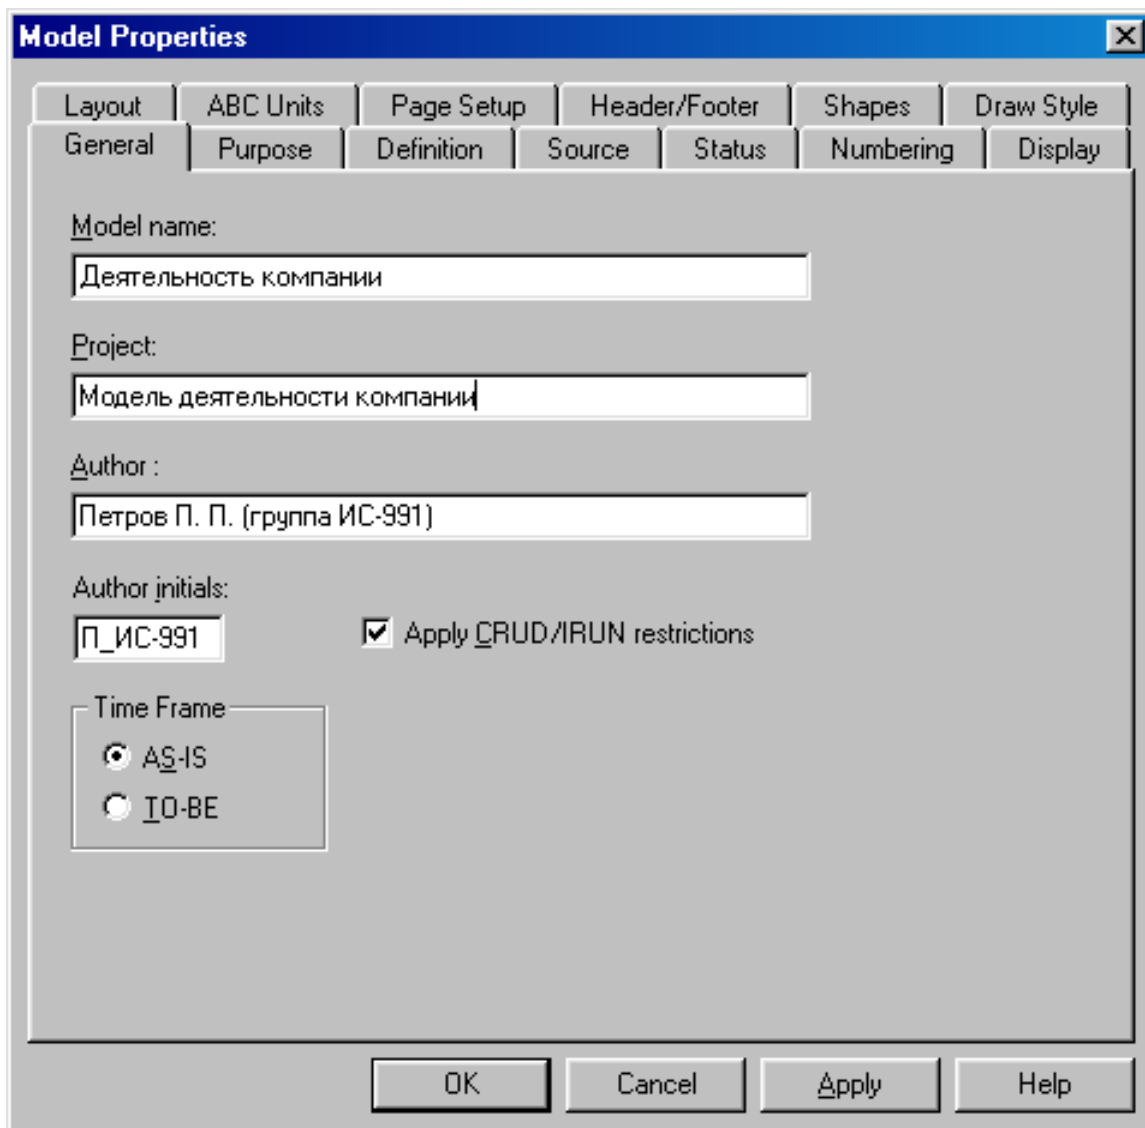 Model Properties
Layout ABC Units Page Setup Header/Footer Shapes Draw Style
General Purpose Definition Source Status Numbering Display
Model name:
Деятельность компании
Project:
Модель деятельности компании
Author :
Петров П. П. (группа ИС-991)
Author initials:
П_ИС-991 Apply CRUD/IRUN restrictions
Time Frame
AS-IS
TO-BE
OK Cancel Apply Help